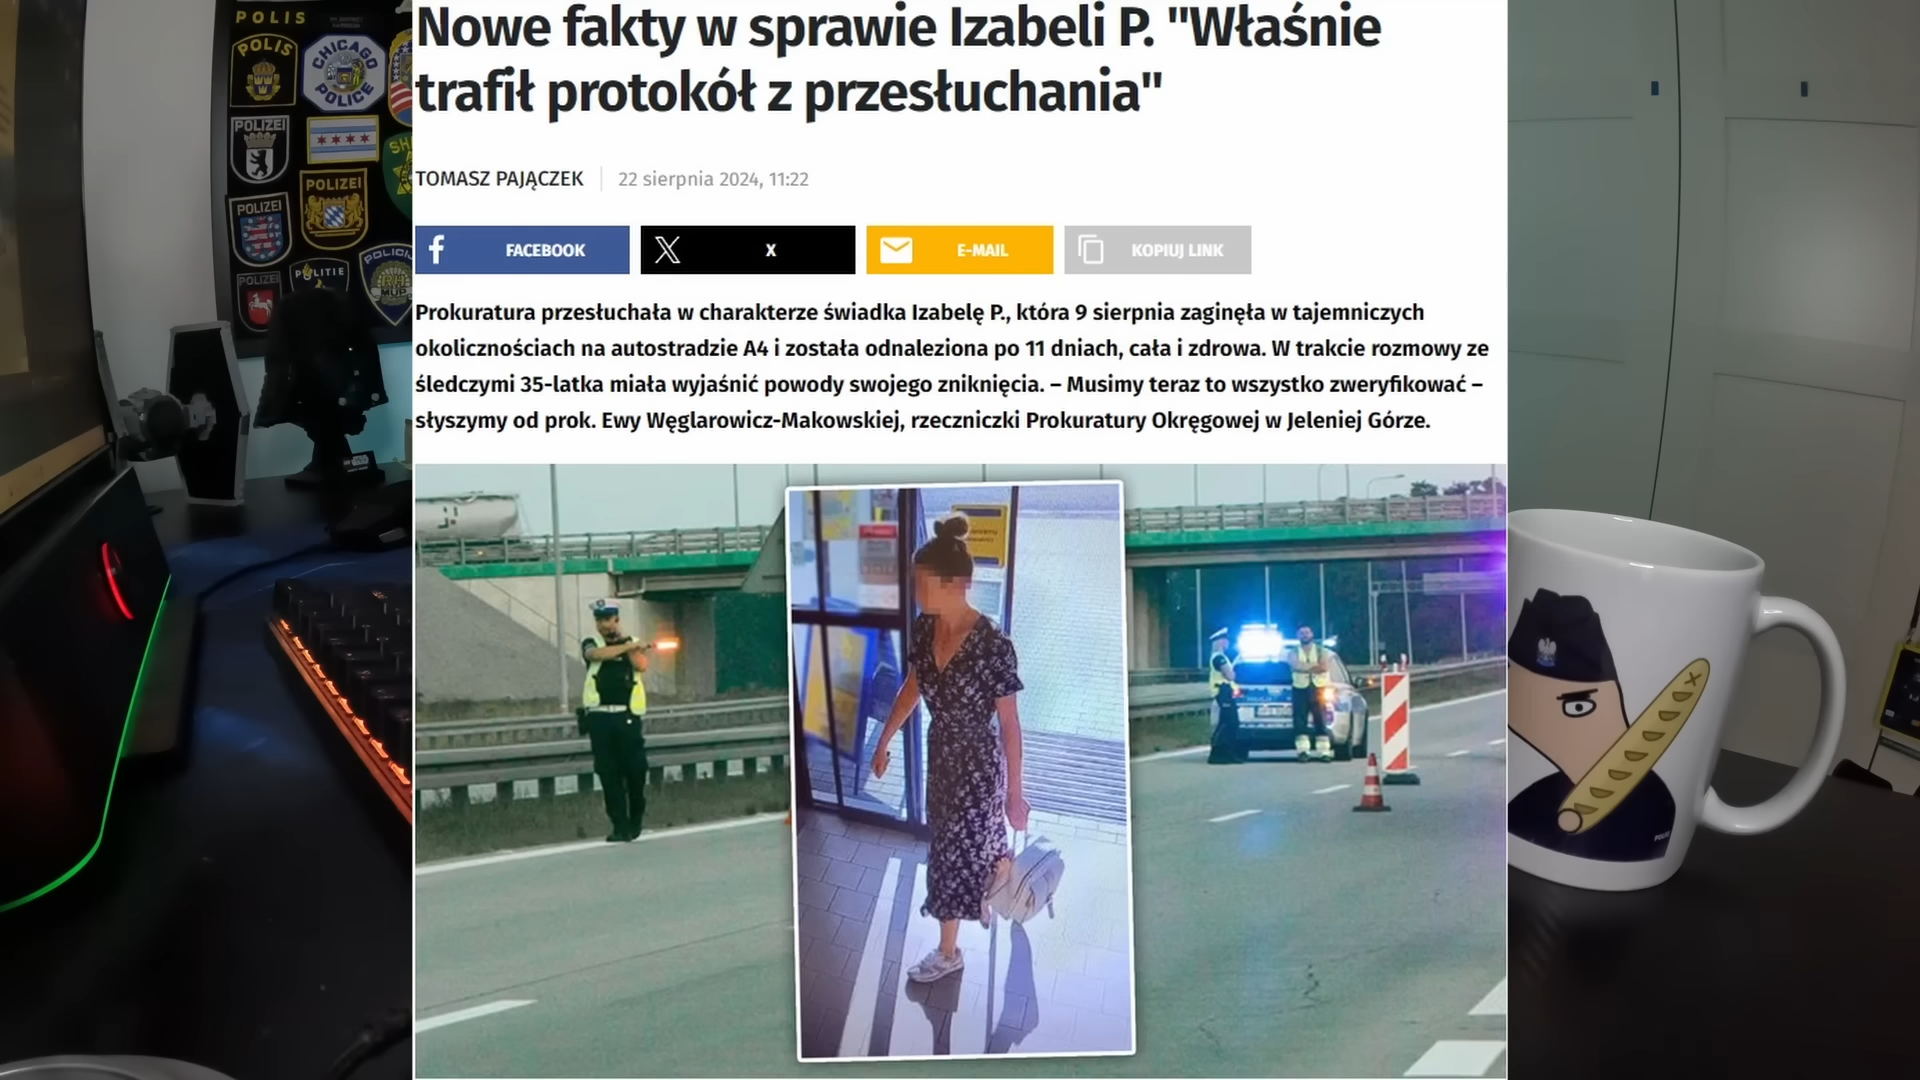 Nowe fakty w sprawie Izabeli P. "Właśnie
trafił protokół z przesłuchania"
TOMASZ PAJĄCZEK
22 sierpnia 2024, 11:22
FACEBOOK
X
E-MAIL
KOPIUJ LINK
Prokuratura przesłuchała w charakterze świadka Izabelę P., która 9 sierpnia zaginęła w tajemniczych
okolicznościach na autostradzie A4 i została odnaleziona po 11 dniach, cała i zdrowa. W trakcie rozmowy ze
śledczymi 35-latka miała wyjaśnić powody swojego zniknięcia. – Musimy teraz to wszystko zweryfikować –
słyszymy od prok. Ewy Węglarowicz-Makowskiej, rzeczniczki Prokuratury Okręgowej w Jeleniej Górze.
POLIS
POLIS
CHICAGO
POLICE
POLIZEI
POLIZEI
POLIZEI
POLIZEI
POLITIE
MUP